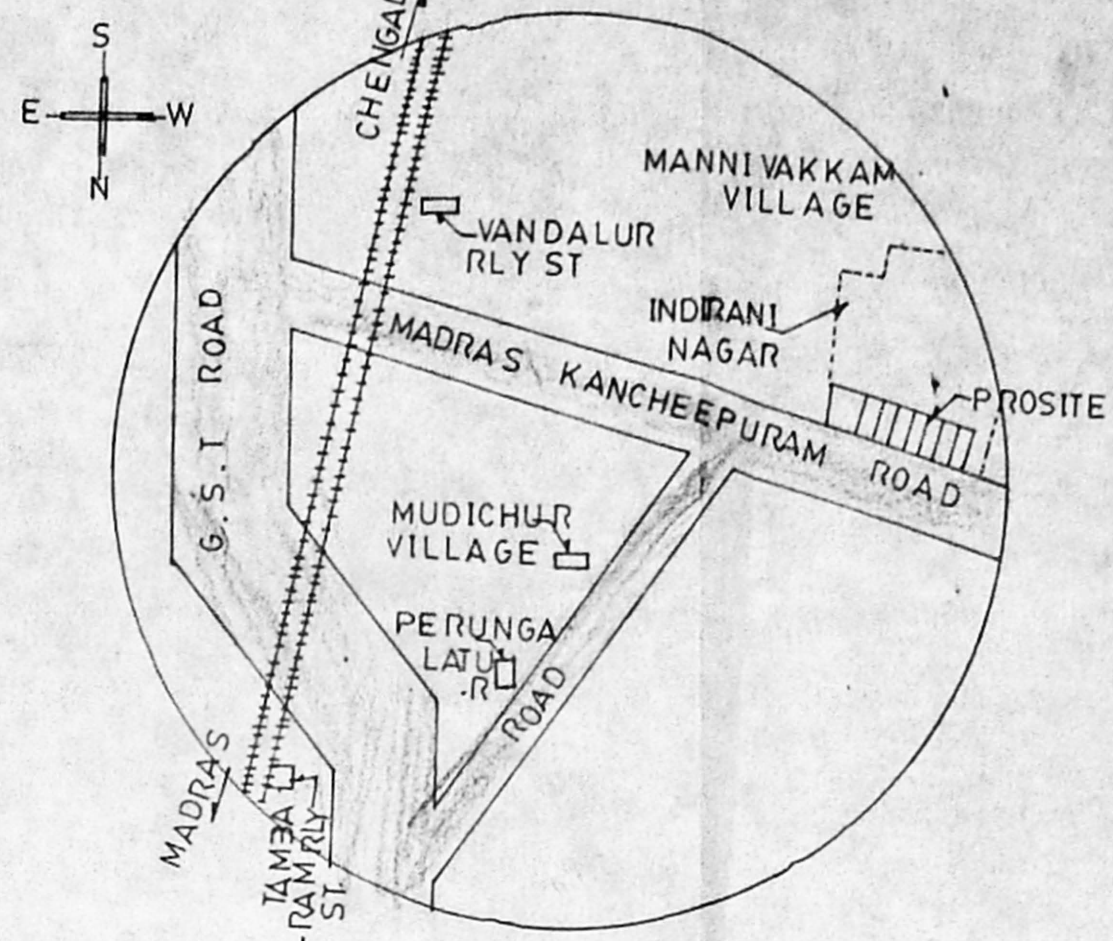 S
E W
N
CHENGAL
MANNIVAKKAM
VILLAGE
VANDALUR
RLY ST
INDIRANI
NAGAR
PROSITE
G.S.I ROAD
MADRAS KANCHEEPURAM ROAD
MUDICHUR
VILLAGE
PERUNGA
LATU
R
ROAD
MADRAS
TAMBA
RAM RLY
ST